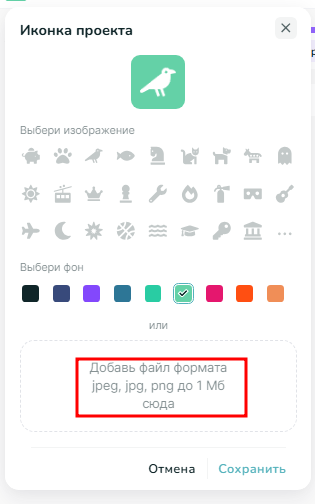 Иконка проекта
Выбери изображение
Выбери фон
или
Добавь файл формата
jpeg, jpg, png до 1 Мб
сюда
Отмена
Сохранить